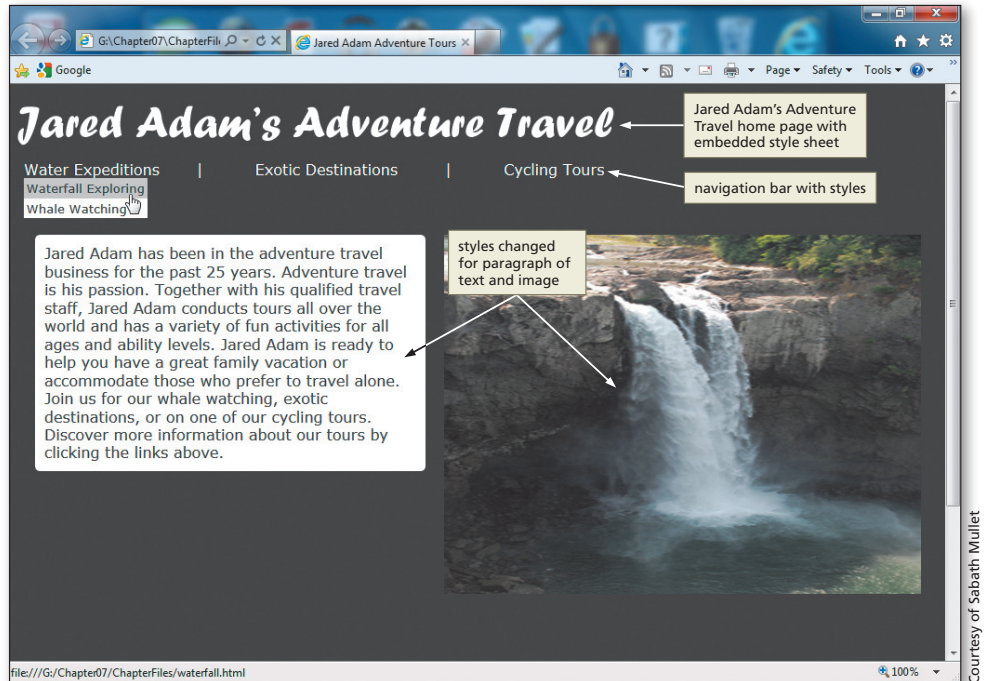 G:\Chapter07\ChapterFil
Jared Adam Adventure Tours
Google
Page
Safety
Tools
Jared Adam's Adventure Travel
Jared Adam's Adventure
Travel home page with
embedded style sheet
Water Expeditions | Exotic Destinations | Cycling Tours
navigation bar with styles
Waterfall Exploring
Whale Watching
styles changed
for paragraph of
text and image
Jared Adam has been in the adventure travel
business for the past 25 years. Adventure travel
is his passion. Together with his qualified travel
staff, Jared Adam conducts tours all over the
world and has a variety of fun activities for all
ages and ability levels. Jared Adam is ready to
help you have a great family vacation or
accommodate those who prefer to travel alone.
Join us for our whale watching, exotic
destinations, or on one of our cycling tours.
Discover more information about our tours by
clicking the links above.
file:///G:/Chapter07/ChapterFiles/waterfall.html
100%
Courtesy of Sabath Mullet